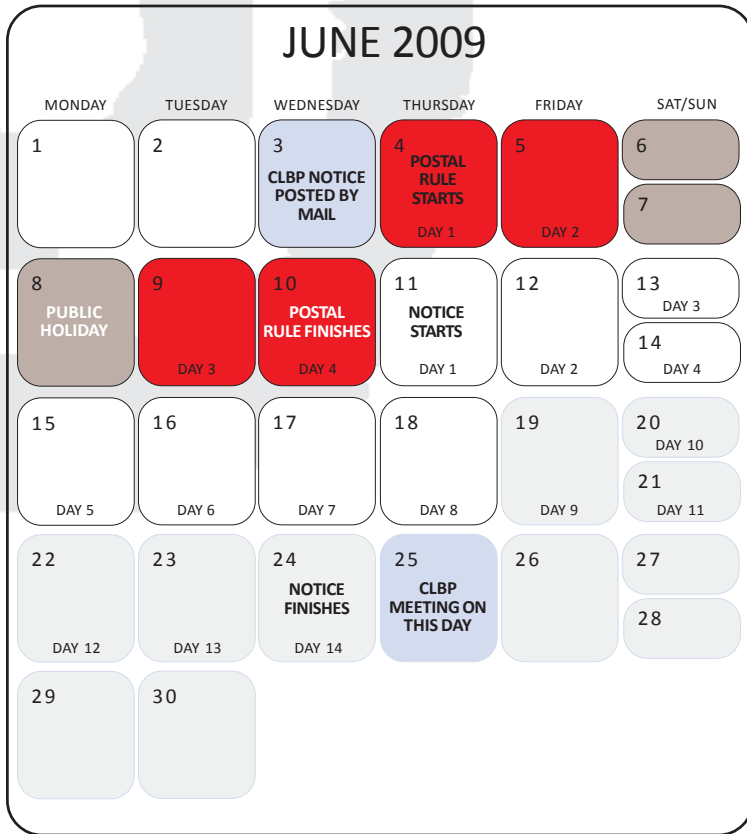 JUNE 2009
MONDAY TUESDAY WEDNESDAY THURSDAY FRIDAY SAT/SUN
1
2
3
CLBP NOTICE
POSTED BY
MAIL
4
POSTAL
RULE
STARTS
DAY 1
5
DAY 2
6
7
8
PUBLIC
HOLIDAY
9
DAY 3
10
POSTAL
RULE FINISHES
DAY 4
11
NOTICE
STARTS
DAY 1
12
DAY 2
13
DAY 3
14
DAY 4
15
DAY 5
16
DAY 6
17
DAY 7
18
DAY 8
19
DAY 9
20
DAY 10
21
DAY 11
22
DAY 12
23
DAY 13
24
NOTICE
FINISHES
DAY 14
25
CLBP
MEETING ON
THIS DAY
26
27
28
29
30